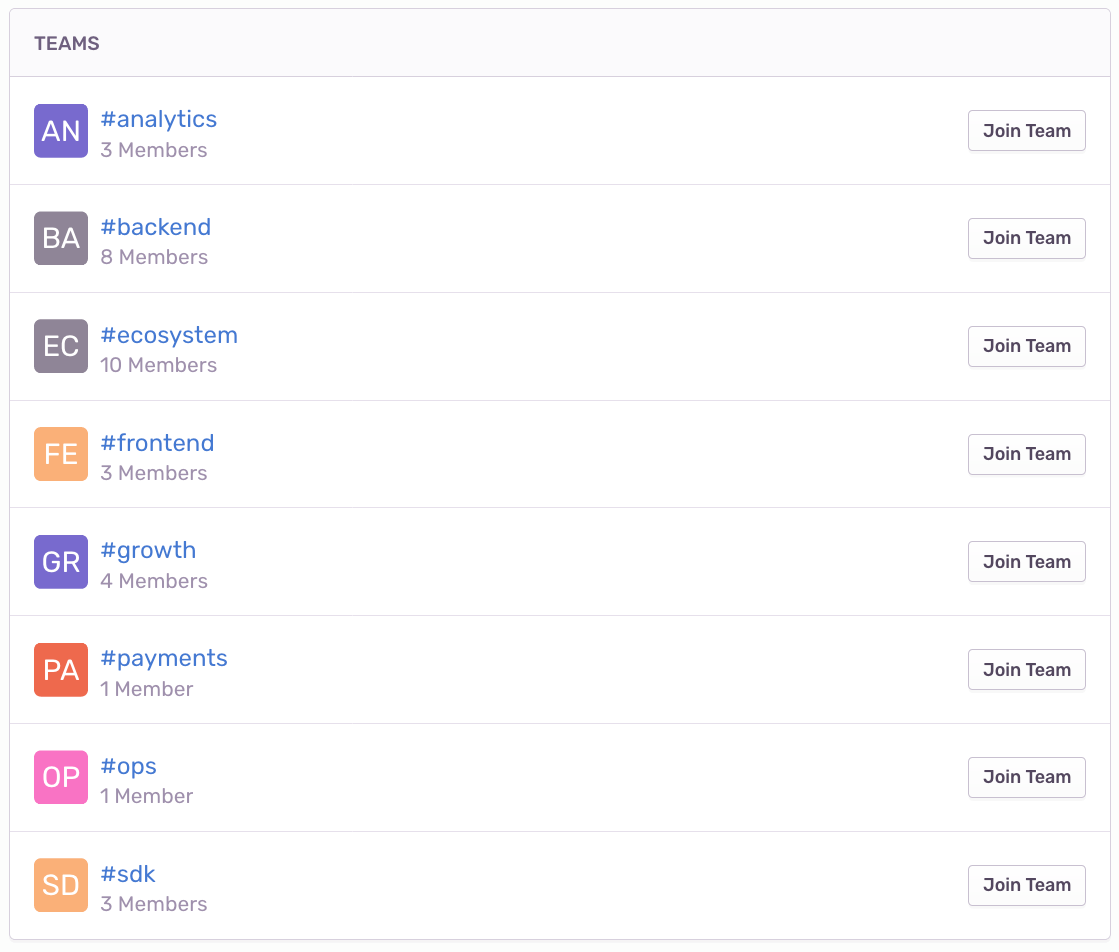 TEAMS
AN
#analytics
3 Members
Join Team
BA
#backend
8 Members
Join Team
EC
#ecosystem
10 Members
Join Team
FE
#frontend
3 Members
Join Team
GR
#growth
4 Members
Join Team
PA
#payments
1 Member
Join Team
OP
#ops
1 Member
Join Team
SD
#sdk
3 Members
Join Team